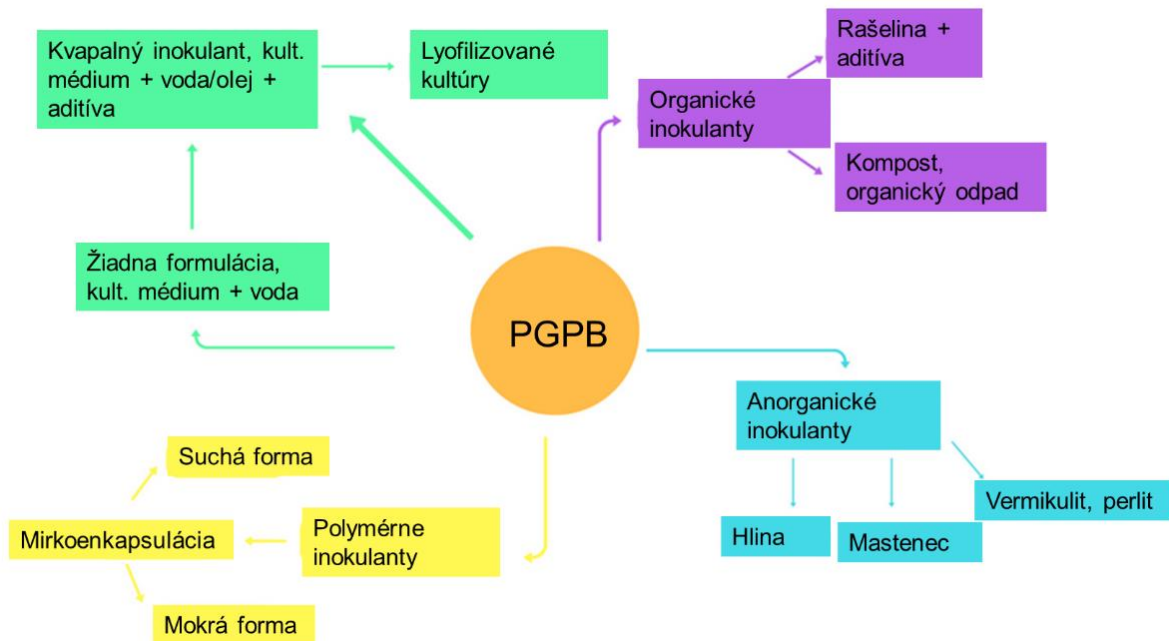 Kvapalný inokulant, kult.
médium + voda/olej +
aditíva
Lyofilizované
kultúry
Rašelina +
aditíva
Organické
inokulanty
Kompost,
organický odpad
Žiadna formulácia,
kult. médium + voda
PGPB
Anorganické
inokulanty
Suchá forma
Vermikulit, perlit
Mirkoenkapsulácia
Polymérne
inokulanty
Hlina
Mastenec
Mokrá forma